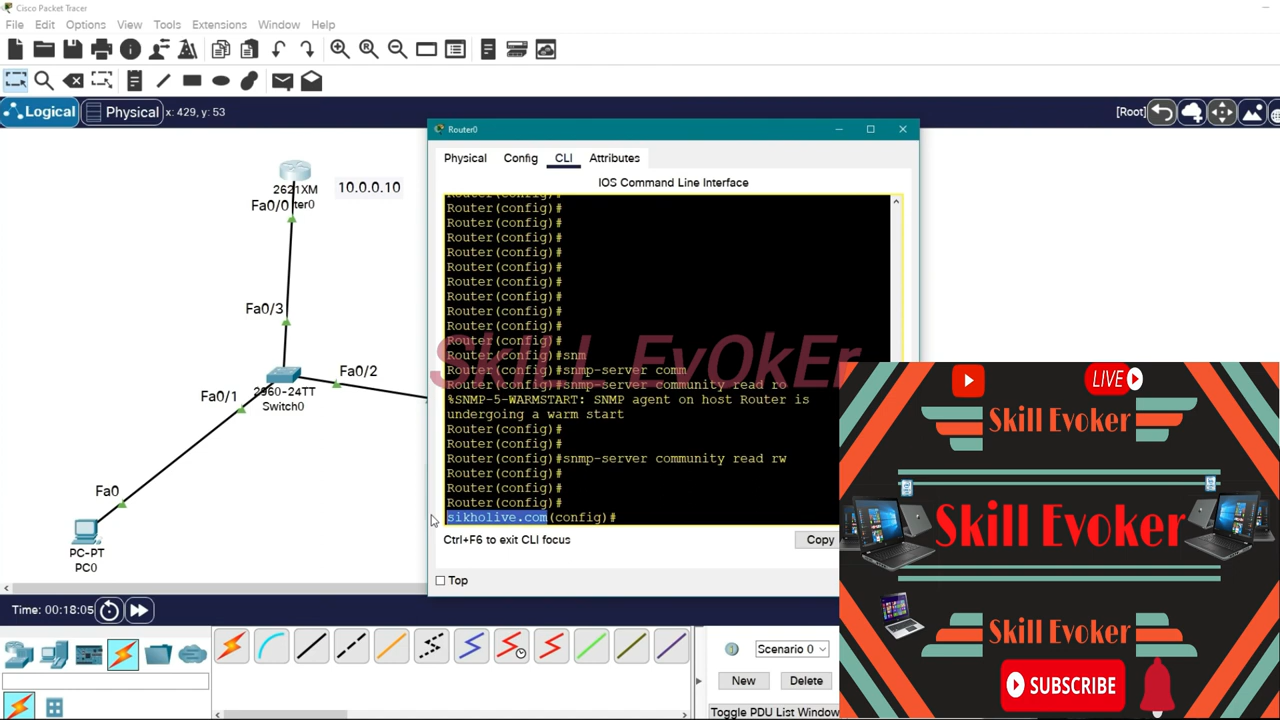 Cisco Packet Tracer
File Edit Options View Tools Extensions Window Help
Logical Physical x: 429, y: 53
[Root]
Router0
Physical Config CLI Attributes
IOS Command Line Interface
Router(config)#
Router(config)#
Router(config)#
Router(config)#
Router(config)#
Router(config)#
Router(config)#
Router(config)#
Router(config)#
Router(config)#
Router(config)#
Router(config)#snm
Router(config)#snmp-server comm
Router(config)#snmp-server community read ro
%SNMP-5-WARMSTART: SNMP agent on host Router is
undergoing a warm start
Router(config)#
Router(config)#
Router(config)#snmp-server community read rw
Router(config)#
Router(config)#
Router(config)#
sikholive.com(config)#
Ctrl+F6 to exit CLI focus
Copy
Top
SkiLL EvOkEr
2621XM
10.0.0.10
Fa0/0
Fa0/3
Fa0/2
Fa0/1
2960-24TT
Switch0
Fa0
PC-PT
PC0
Time: 00:18:05
Scenario 0
New Delete
Toggle PDU List Window
LIVE
Skill Evoker
Skill Evoker
Skill Evoker
SUBSCRIBE